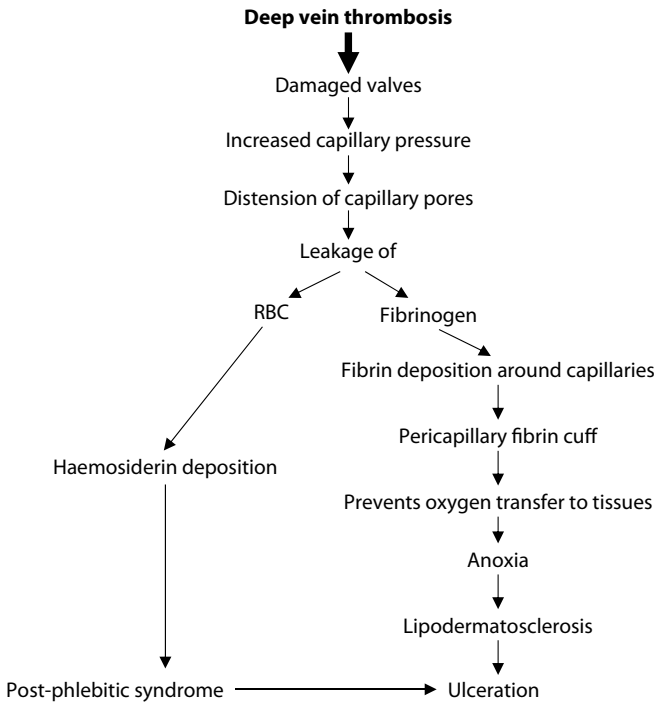 Deep vein thrombosis
Damaged valves
Increased capillary pressure
Distension of capillary pores
Leakage of
RBC
Fibrinogen
Fibrin deposition around capillaries
Pericapillary fibrin cuff
Haemosiderin deposition
Prevents oxygen transfer to tissues
Anoxia
Lipodermatosclerosis
Post-phlebitic syndrome
Ulceration